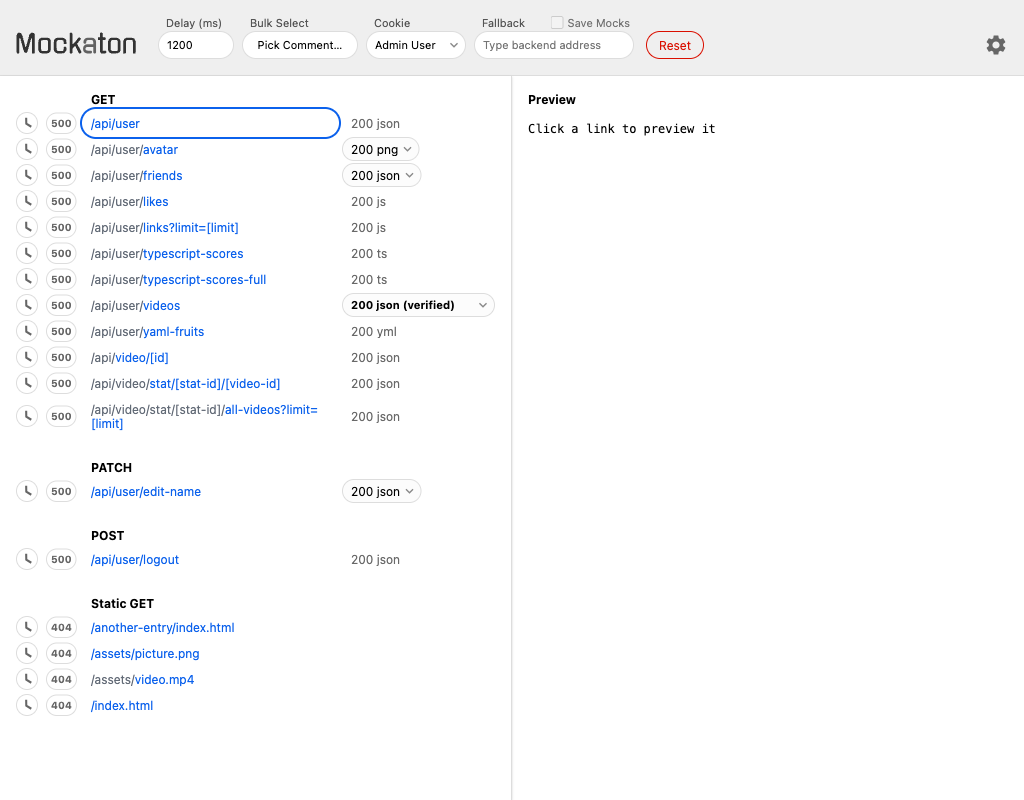 Mockaton
Delay (ms)
1200
Bulk Select
Pick Comment...
Cookie
Admin User
Fallback
Save Mocks
Type backend address
Reset
GET
500 /api/user 200 json
500 /api/user/avatar 200 png
500 /api/user/friends 200 json
500 /api/user/likes 200 js
500 /api/user/links?limit=[limit] 200 js
500 /api/user/typescript-scores 200 ts
500 /api/user/typescript-scores-full 200 ts
500 /api/user/videos 200 json (verified)
500 /api/user/yaml-fruits 200 yml
500 /api/video/[id] 200 json
500 /api/video/stat/[stat-id]/[video-id] 200 json
500 /api/video/stat/[stat-id]/all-videos?limit= 200 json
[limit]
PATCH
500 /api/user/edit-name 200 json
POST
500 /api/user/logout 200 json
Static GET
404 /another-entry/index.html
404 /assets/picture.png
404 /assets/video.mp4
404 /index.html
Preview
Click a link to preview it